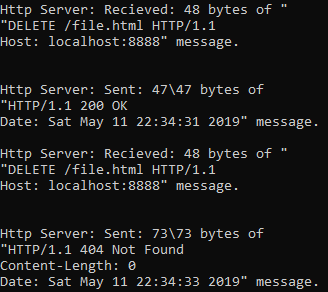 Http Server: Recieved: 48 bytes of "
"DELETE /file.html HTTP/1.1
Host: localhost:8888" message.
Http Server: Sent: 47\47 bytes of
"HTTP/1.1 200 OK
Date: Sat May 11 22:34:31 2019" message.
Http Server: Recieved: 48 bytes of "
"DELETE /file.html HTTP/1.1
Host: localhost:8888" message.
Http Server: Sent: 73\73 bytes of
"HTTP/1.1 404 Not Found
Content-Length: 0
Date: Sat May 11 22:34:33 2019" message.